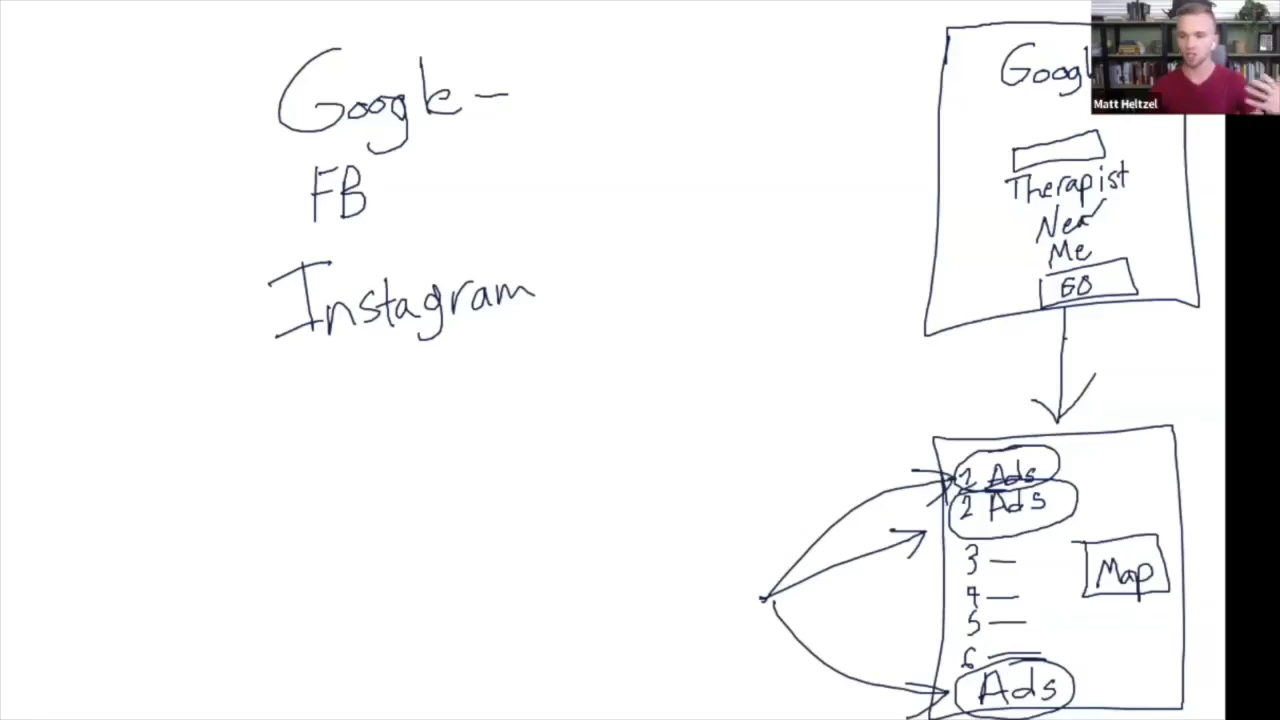 Google -
FB
Instagram
Googl
Matt Heltzel
Therapist
Near
Me
GO
1 Ads
2 Ads
3 —
4 —
5 —
6 —
Map
Ads